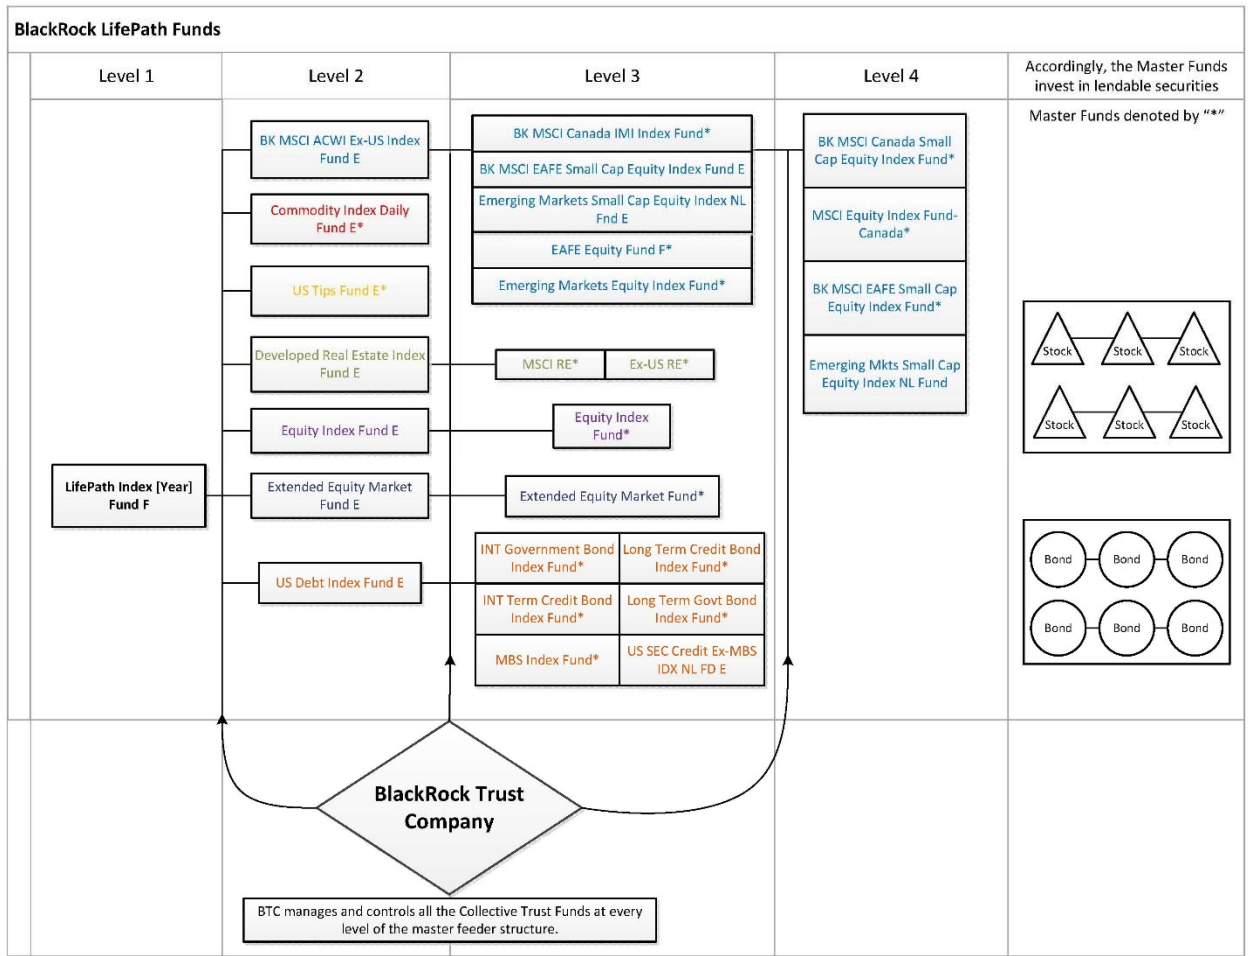 BlackRock LifePath Funds
Level 1
Level 2
Level 3
Level 4
Accordingly, the Master Funds
invest in lendable securities
Master Funds denoted by "*"
BK MSCI ACWI Ex-US Index
Fund E
Commodity Index Daily
Fund E*
US Tips Fund E*
Developed Real Estate Index
Fund E
Equity Index Fund E
LifePath Index [Year]
Fund F
Extended Equity Market
Fund E
US Debt Index Fund E
BK MSCI Canada IMI Index Fund*
BK MSCI EAFE Small Cap Equity Index Fund E
Emerging Markets Small Cap Equity Index NL
Fnd E
EAFE Equity Fund F*
Emerging Markets Equity Index Fund*
MSCI RE*
Ex-US RE*
Equity Index
Fund*
Extended Equity Market Fund*
INT Government Bond
Index Fund*
Long Term Credit Bond
Index Fund*
INT Term Credit Bond
Index Fund*
Long Term Govt Bond
Index Fund*
MBS Index Fund*
US SEC Credit Ex-MBS
IDX NL FD E
BK MSCI Canada Small
Cap Equity Index Fund*
MSCI Equity Index Fund-
Canada*
BK MSCI EAFE Small Cap
Equity Index Fund*
Emerging Mkts Small Cap
Equity Index NL Fund
Stock
Stock
Stock
Stock
Stock
Stock
Bond
Bond
Bond
Bond
Bond
Bond
BlackRock Trust
Company
BTC manages and controls all the Collective Trust Funds at every
level of the master feeder structure.